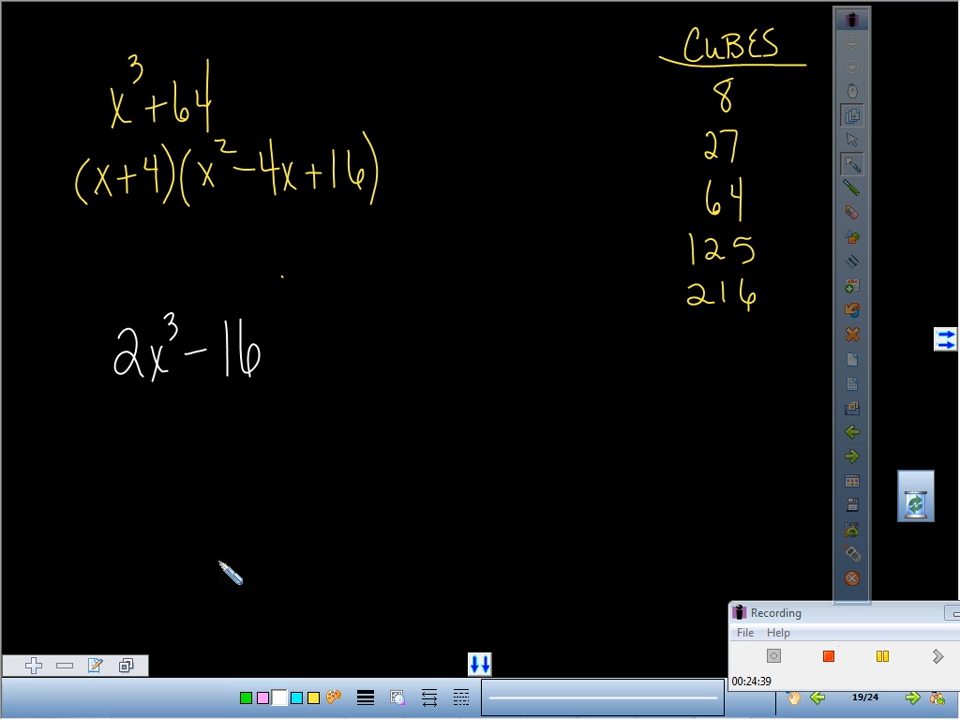 x³+64
(x+4)(x²-4x+16)
2x³-16
CUBES
8
27
64
125
216
Recording
File Help
00:24:39
19/24